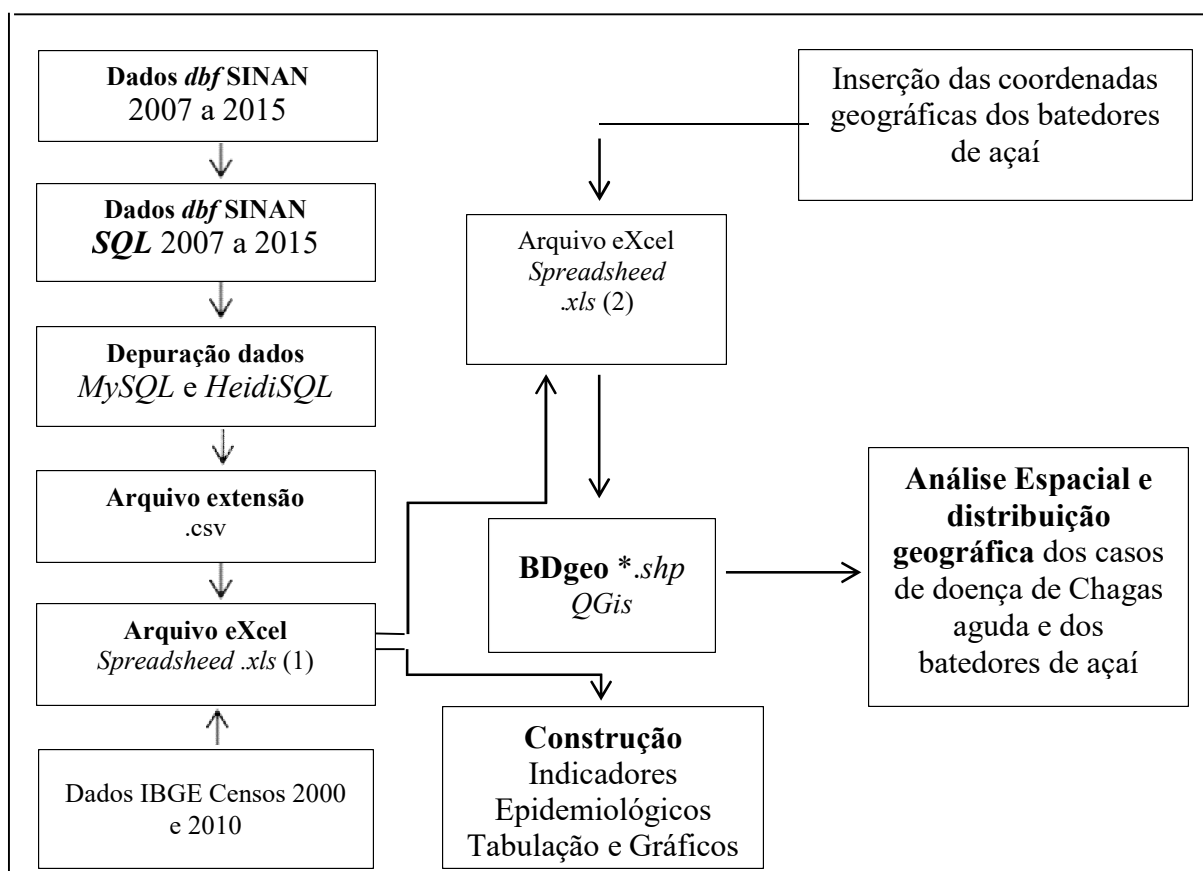 Dados dbf SINAN
2007 a 2015
Dados dbf SINAN
SQL 2007 a 2015
Depuração dados
MySQL e HeidiSQL
Arquivo extensão
.csv
Arquivo eXcel
Spreadsheed .xls (1)
Dados IBGE Censos 2000
e 2010
Inserção das coordenadas
geográficas dos batedores
de açaí
Arquivo eXcel
Spreadsheed
.xls (2)
BDgeo *.shp
QGis
Construção
Indicadores
Epidemiológicos
Tabulação e Gráficos
Análise Espacial e
distribuição
geográfica dos casos
de doença de Chagas
aguda e dos
batedores de açaí